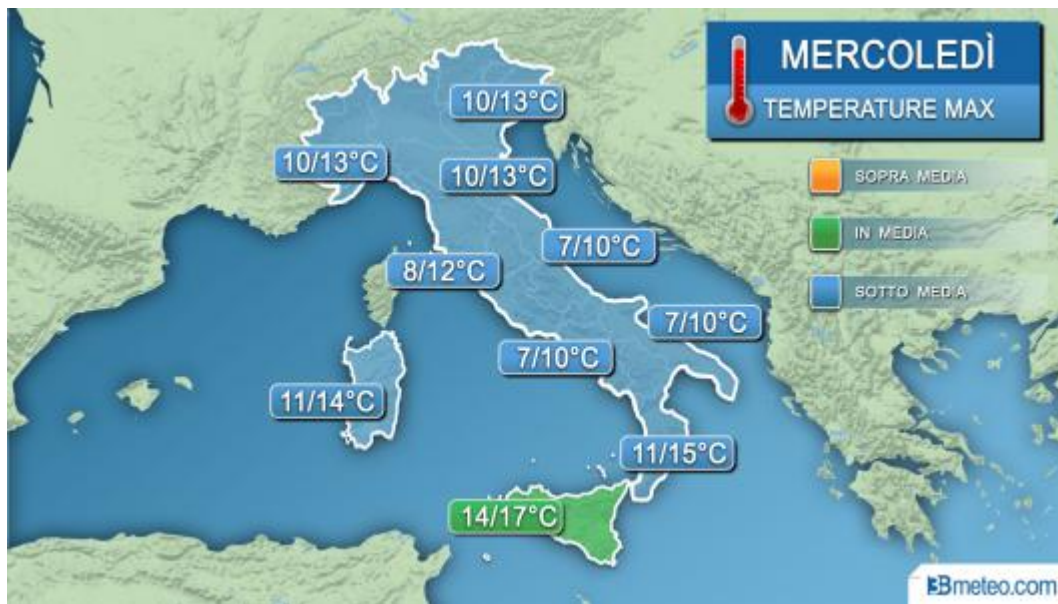 MERCOLEDÌ
TEMPERATURE MAX
10/13°C
10/13°C
10/13°C
SOPRA MEDIA
7/10°C
IN MEDIA
8/12°C
SOTTO MEDIA
7/10°C
7/10°C
11/14°C
11/15°C
14/17°C
3Bmeteo.com